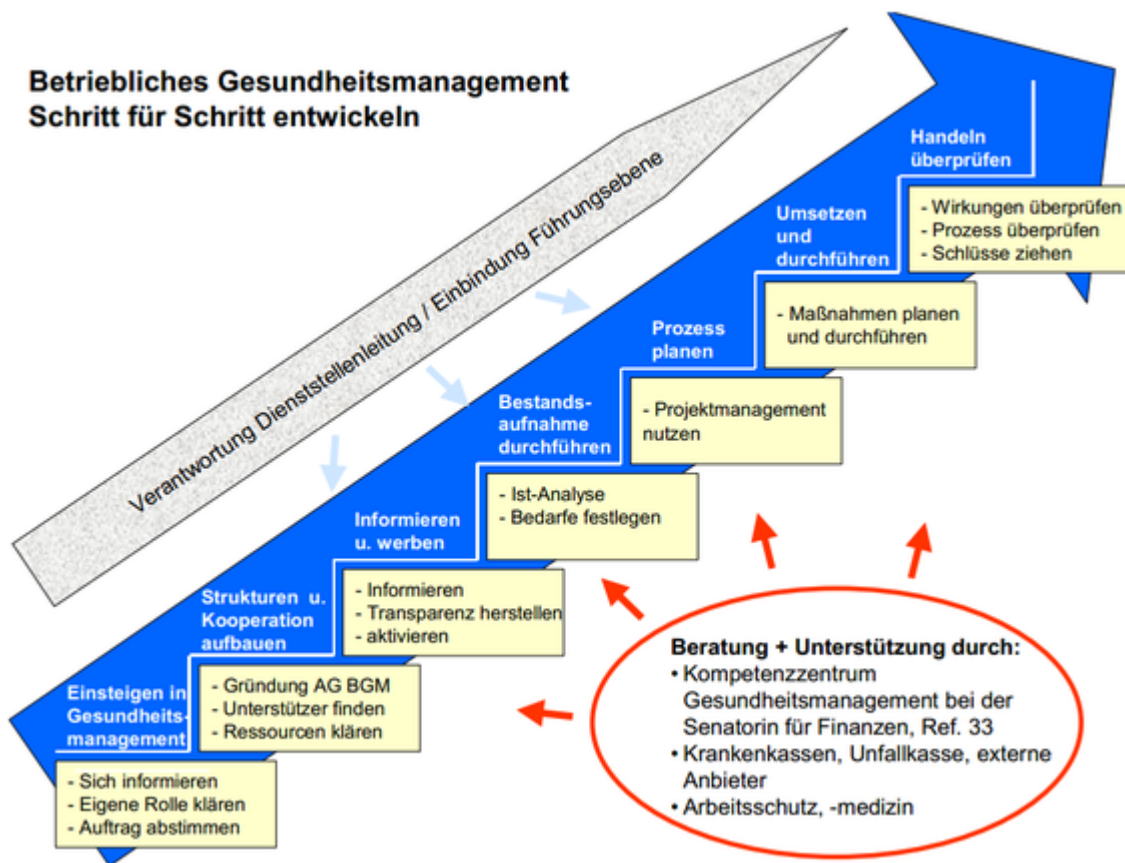 Betriebliches Gesundheitsmanagement
Schritt für Schritt entwickeln
Verantwortung Dienststellenleitung / Einbindung Führungsebene
Einsteigen in
Gesundheits-
management
- Sich informieren
- Eigene Rolle klären
- Auftrag abstimmen
Strukturen u.
Kooperation
aufbauen
- Gründung AG BGM
- Unterstützer finden
- Ressourcen klären
Informieren
u. werben
- Informieren
- Transparenz herstellen
- aktivieren
Bestands-
aufnahme
durchführen
- Ist-Analyse
- Bedarfe festlegen
Prozess
planen
- Projektmanagement
nutzen
Umsetzen
und
durchführen
- Maßnahmen planen
und durchführen
Handeln
überprüfen
- Wirkungen überprüfen
- Prozess überprüfen
- Schlüsse ziehen
Beratung + Unterstützung durch:
• Kompetenzzentrum
Gesundheitsmanagement bei der
Senatorin für Finanzen, Ref. 33
• Krankenkassen, Unfallkasse, externe
Anbieter
• Arbeitsschutz, -medizin